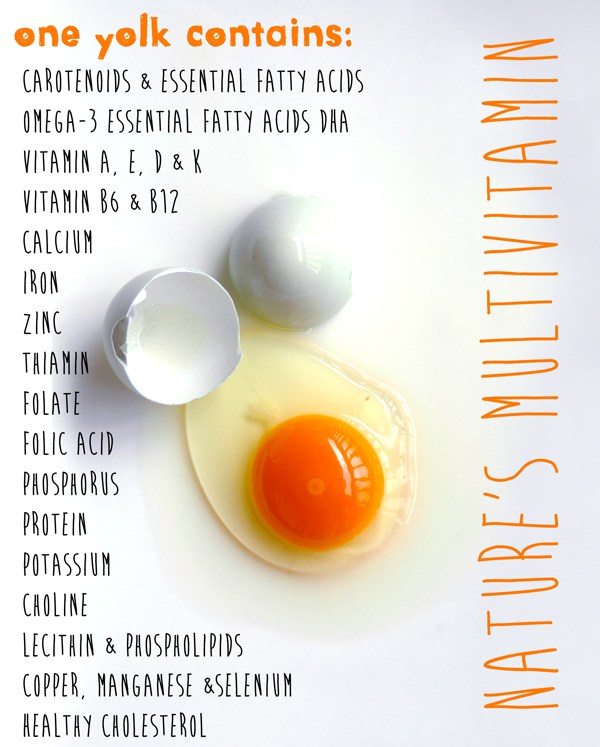 one yolk contains:
CAROTENOIDS & ESSENTIAL FATTY ACIDS
OMEGA-3 ESSENTIAL FATTY ACIDS DHA
VITAMIN A, E, D & K
VITAMIN B6 & B12
CALCIUM
IRON
ZINC
THIAMIN
FOLATE
FOLIC ACID
PHOSPHORUS
PROTEIN
POTASSIUM
CHOLINE
LECITHIN & PHOSPHOLIPIDS
COPPER, MANGANESE &SELENIUM
HEALTHY CHOLESTEROL
NATURE'S MULTIVITAMIN